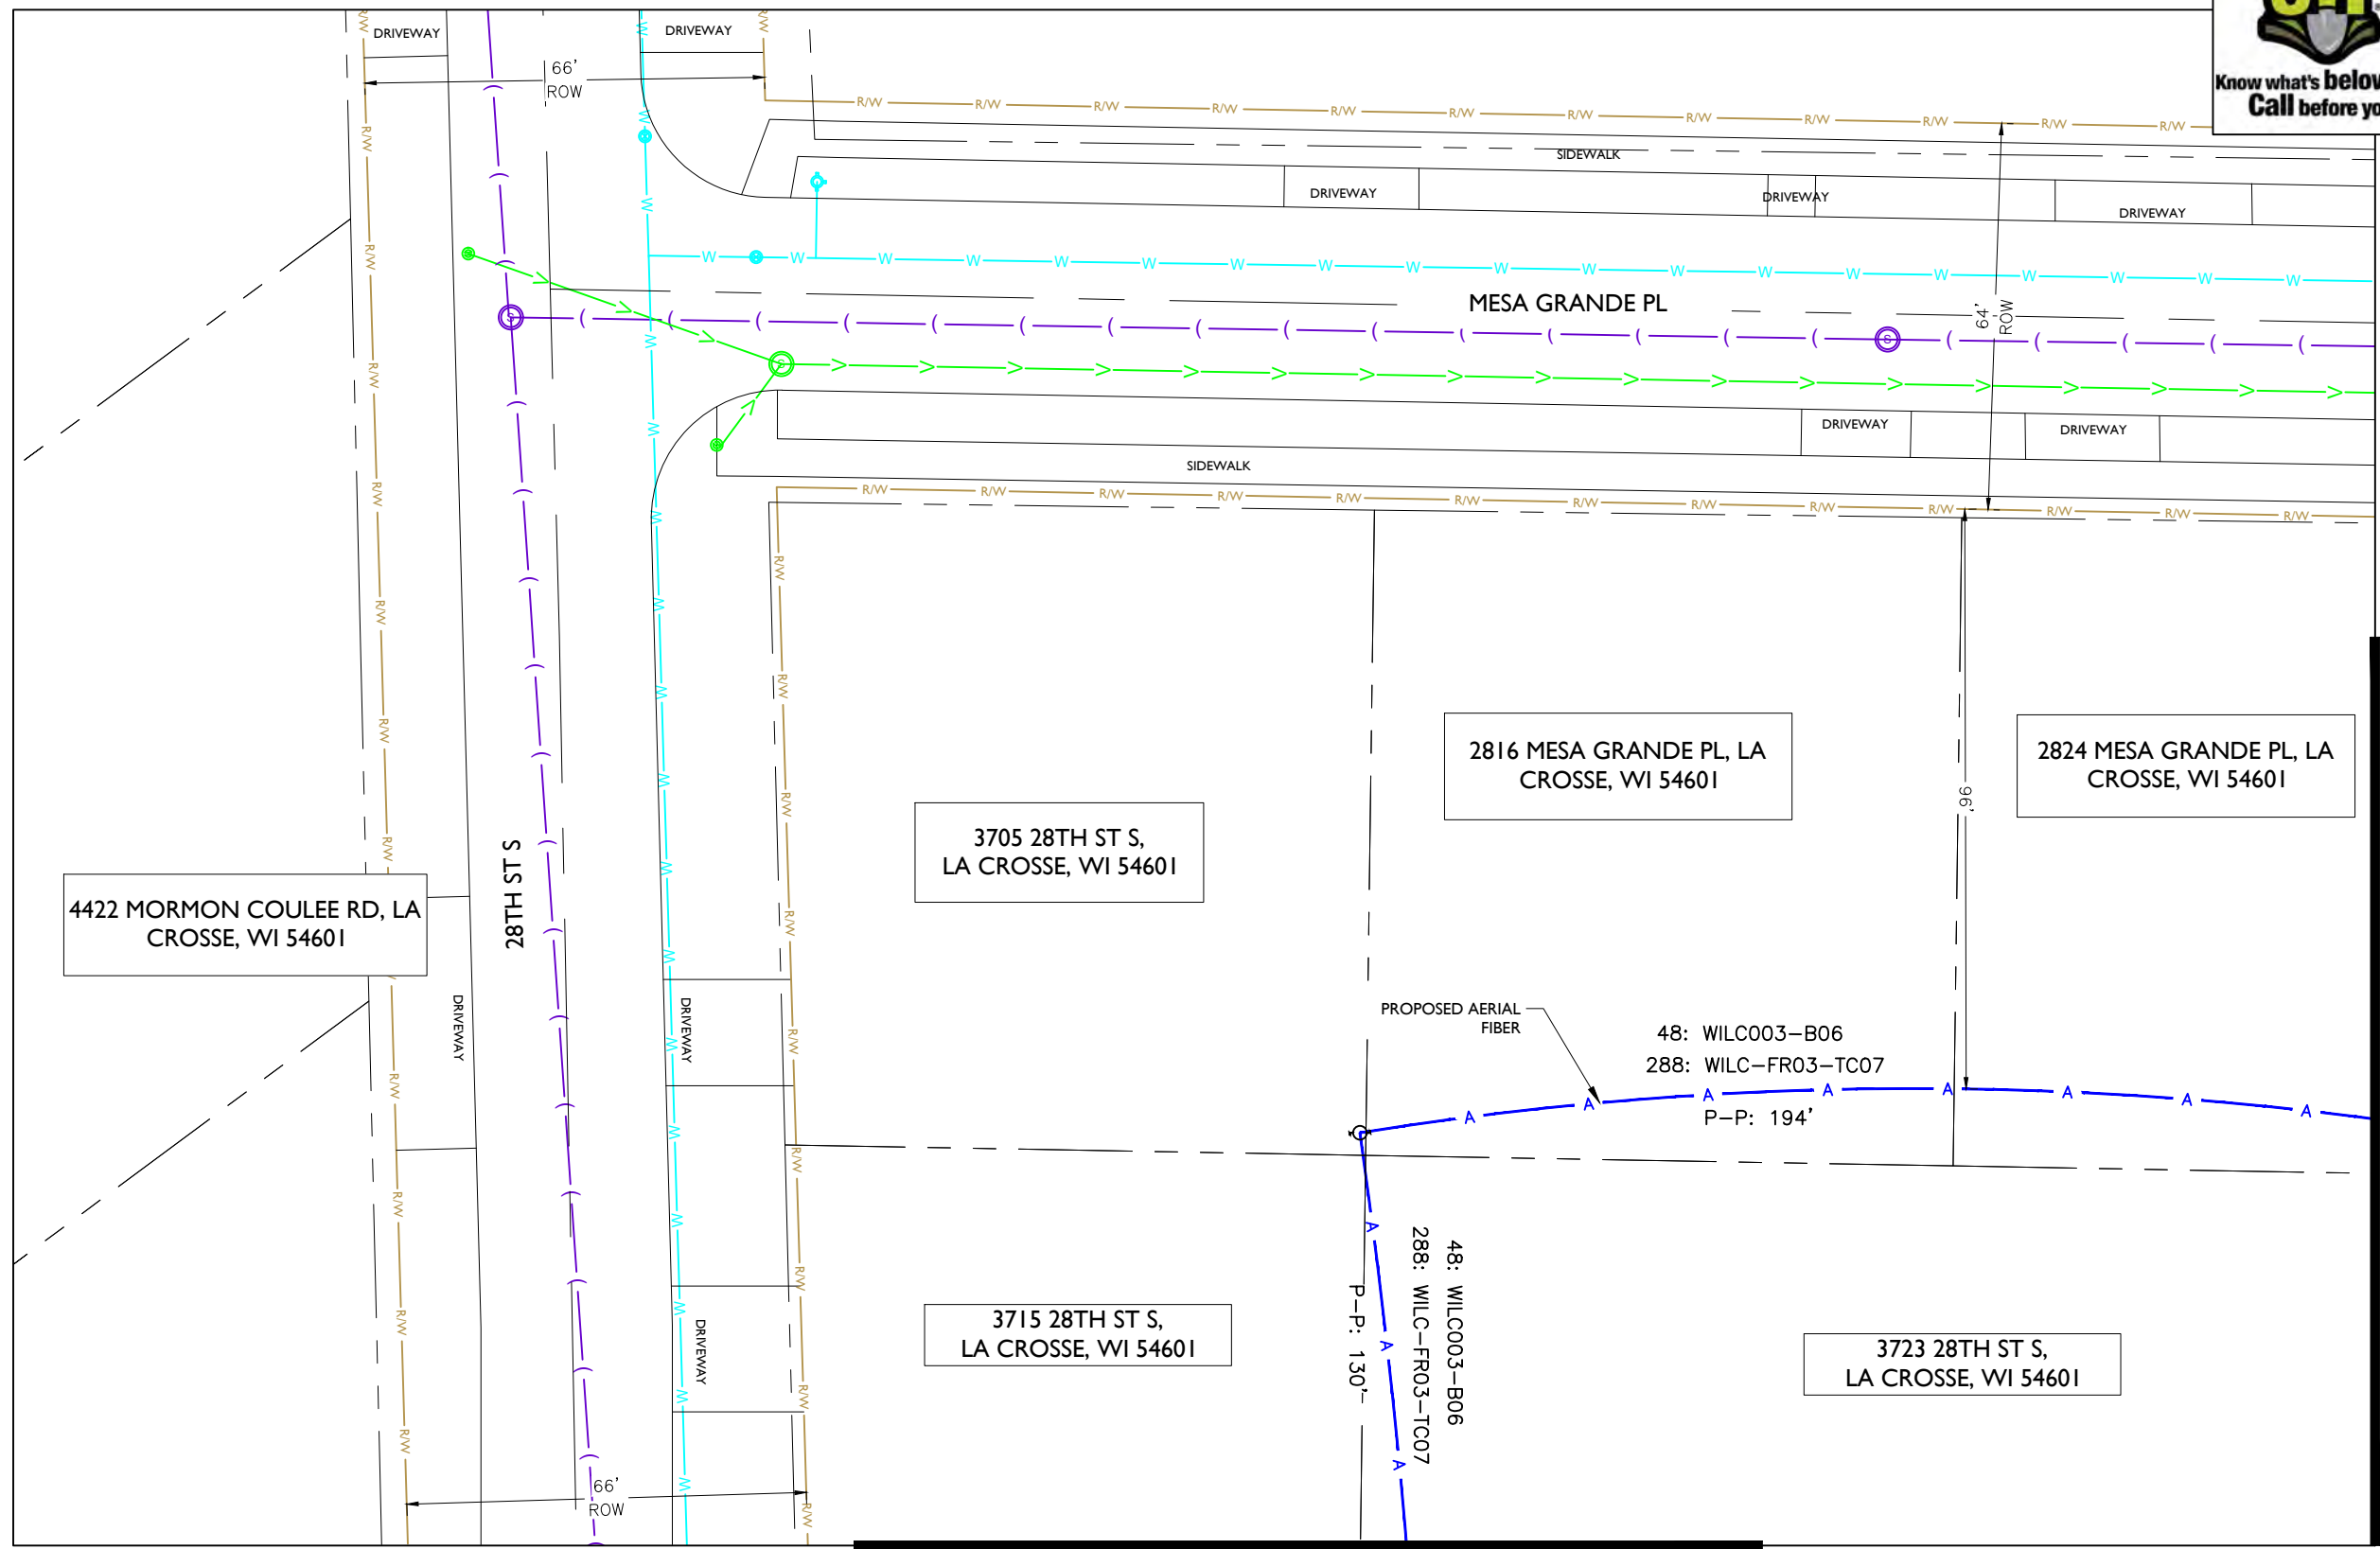 DRIVEWAY
DRIVEWAY
66'
ROW
Know what's below
Call before yo
SIDEWALK
DRIVEWAY
DRIVEWAY
DRIVEWAY
MESA GRANDE PL
64'
ROW
DRIVEWAY
DRIVEWAY
SIDEWALK
2816 MESA GRANDE PL, LA
CROSSE, WI 54601
2824 MESA GRANDE PL, LA
CROSSE, WI 54601
96'
3705 28TH ST S,
LA CROSSE, WI 54601
28TH ST S
4422 MORMON COULEE RD, LA
CROSSE, WI 54601
DRIVEWAY
DRIVEWAY
PROPOSED AERIAL
FIBER
48: WILC003-B06
288: WILC-FR03-TC07
P-P: 194'
48: WILC003-B06
288: WILC-FR03-TC07
P-P: 130'
3715 28TH ST S,
LA CROSSE, WI 54601
DRIVEWAY
3723 28TH ST S,
LA CROSSE, WI 54601
66'
ROW